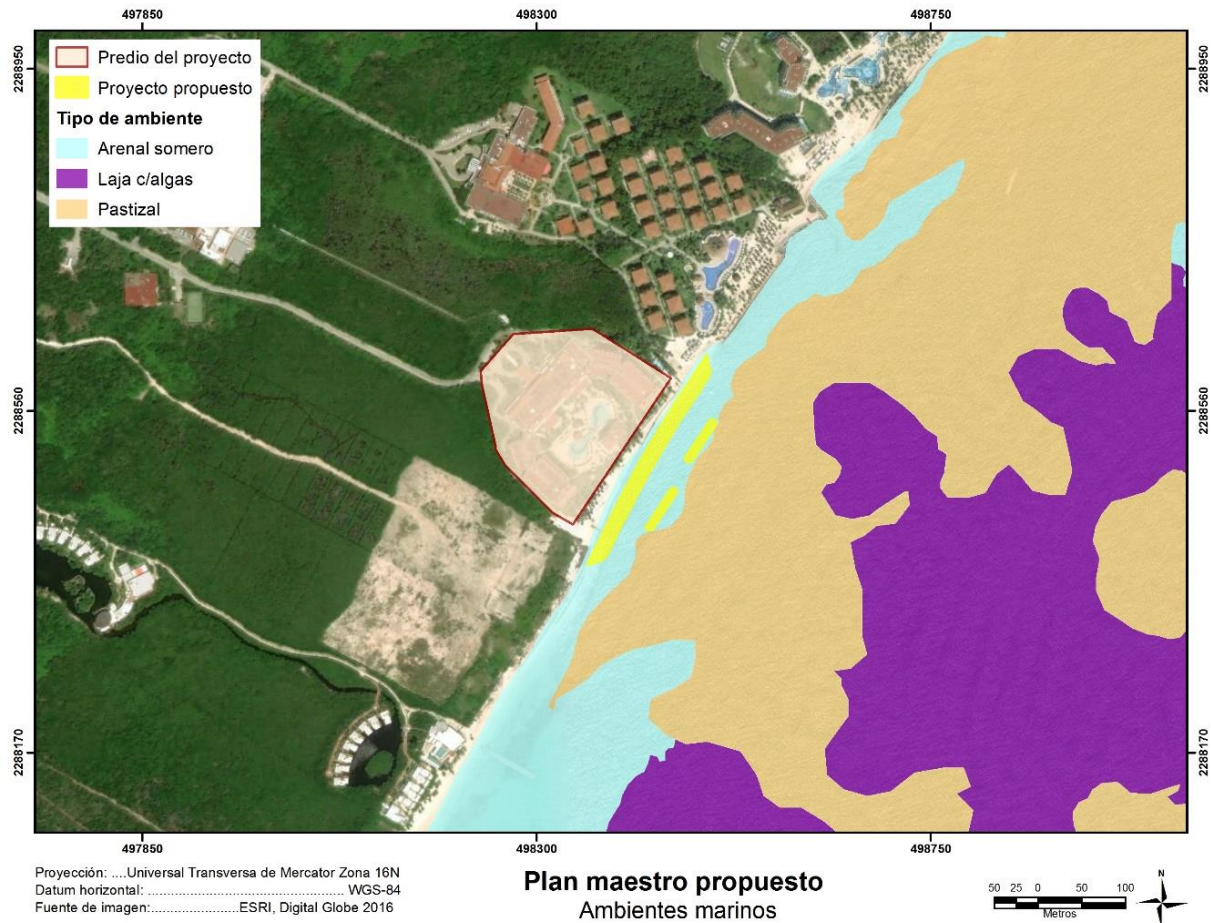 497850 498300 498750
2288950 2288950
Predio del proyecto
Proyecto propuesto
Tipo de ambiente
Arenal somero
Laja c/algas
Pastizal
2288560 2288560
2288170 2288170
497850 498300 498750
Proyección: ....Universal Transversa de Mercator Zona 16N
Datum horizontal: ................................................ WGS-84
Fuente de imagen:......................ESRI, Digital Globe 2016
Plan maestro propuesto
Ambientes marinos
50 25 0 50 100
Metros
N